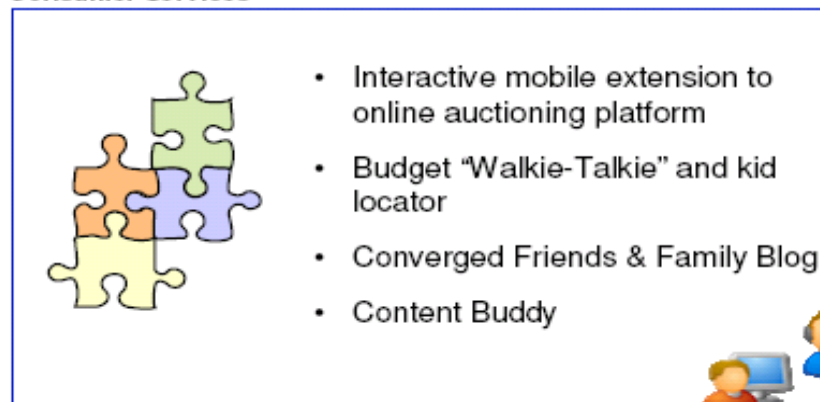 • Interactive mobile extension to
online auctioning platform
• Budget “Walkie-Talkie” and kid
locator
• Converged Friends & Family Blog
• Content Buddy